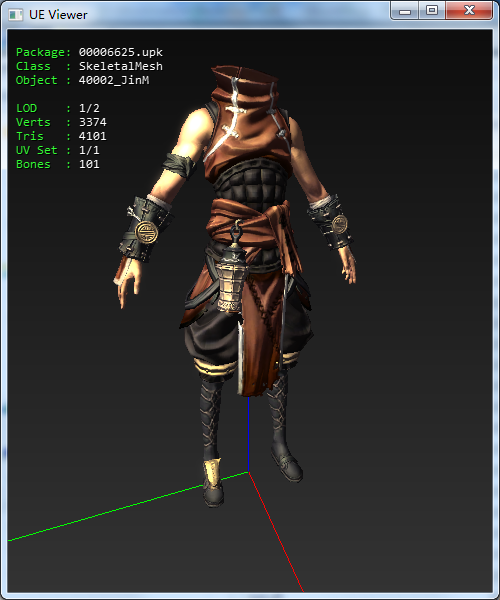 UE Viewer
Package: 00006625.upk
Class : SkeletalMesh
Object : 40002_JinM
LOD : 1/2
Verts : 3374
Tris : 4101
UV Set : 1/1
Bones : 101